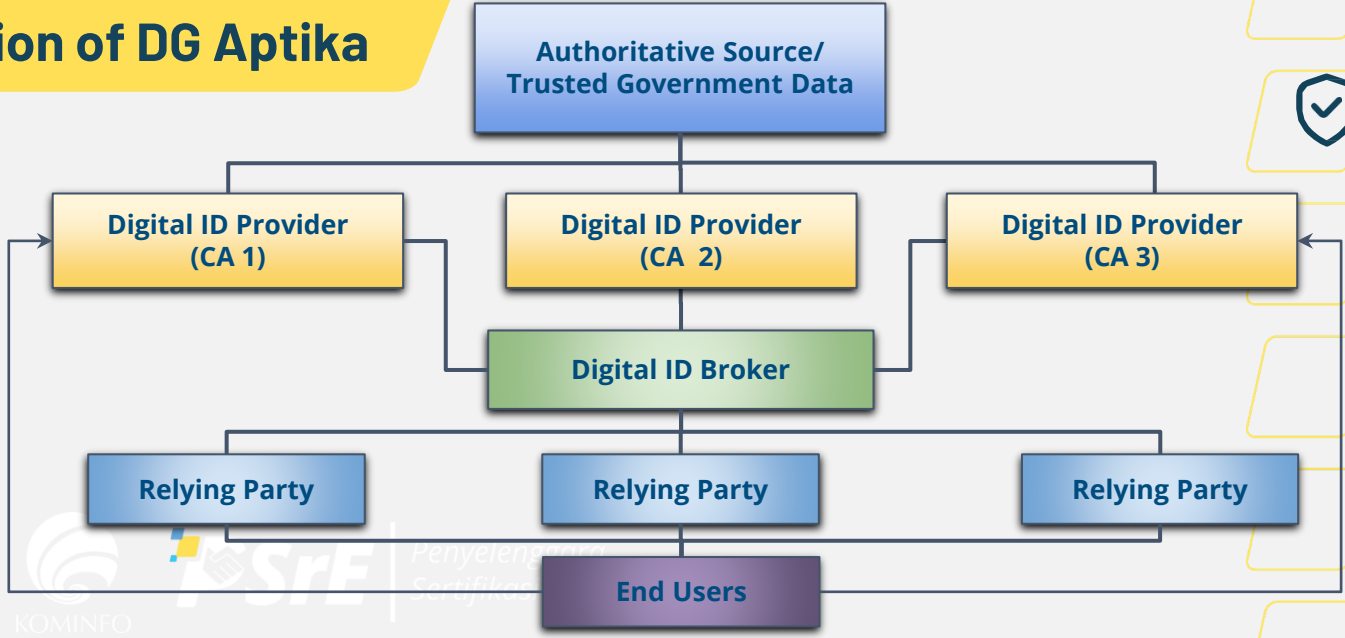 ion of DG Aptika
Authoritative Source/
Trusted Government Data
Digital ID Provider
(CA 1)
Digital ID Provider
(CA 2)
Digital ID Provider
(CA 3)
Digital ID Broker
Relying Party
Relying Party
Relying Party
PSrE
Penyelenggara
Sertifikas
End Users
KOMINFO